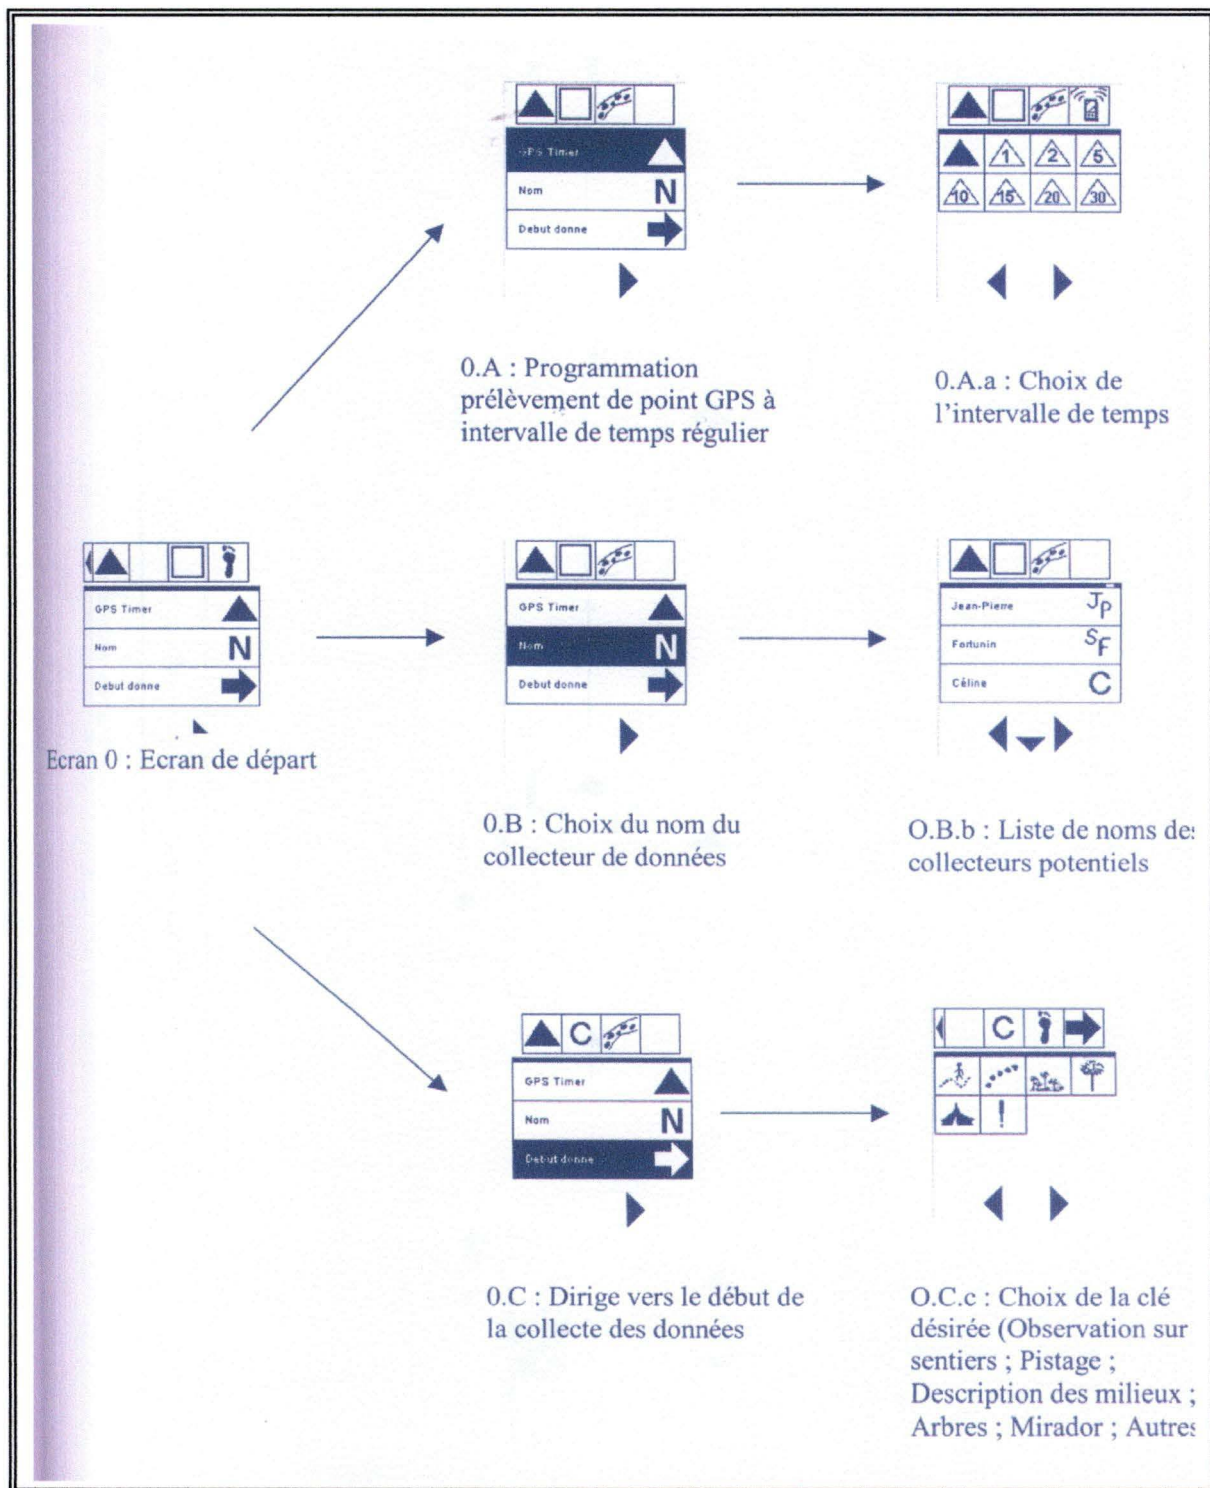 GPS Timer
Nom N
Debut donne
1 2 5
10 15 20 30
0.A : Programmation
prélèvement de point GPS à
intervalle de temps régulier
0.A.a : Choix de
l'intervalle de temps
GPS Timer
Nom N
Debut donne
Ecran 0 : Ecran de départ
GPS Timer
Nom N
Debut donne
Jean-Pierre JP
Fortunin SF
Céline C
0.B : Choix du nom du
collecteur de données
O.B.b : Liste de noms des
collecteurs potentiels
C
GPS Timer
Nom N
Debut donne
C
0.C : Dirige vers le début de
la collecte des données
O.C.c : Choix de la clé
désirée (Observation sur
sentiers ; Pistage ;
Description des milieux ;
Arbres ; Mirador ; Autres